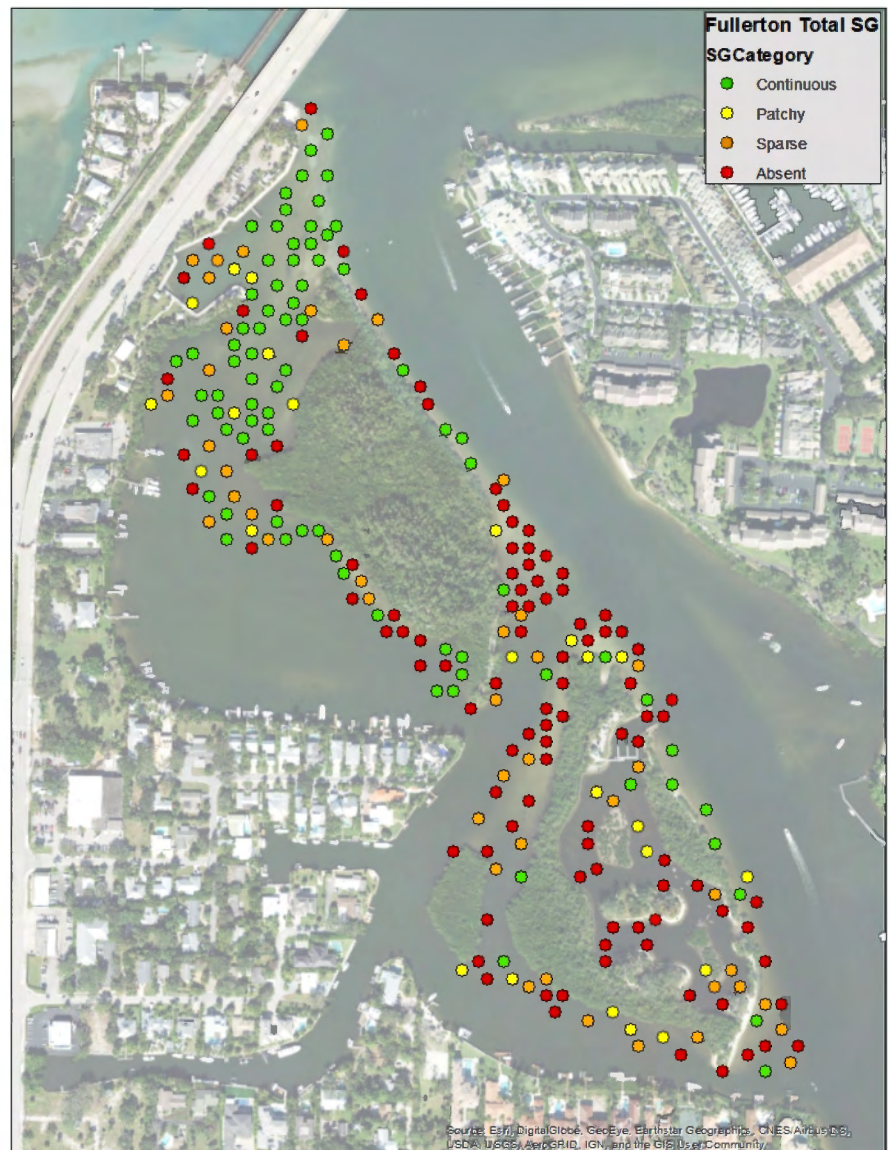 Fullerton Total SG
SGCategory
Continuous
Patchy
Sparse
Absent
Source: Esri, DigitalGlobe, GeoEye, Earthstar Geographics, CNES/Airbus DS,
USDA, USGS, AeroGRID, IGN, and the GIS User Community